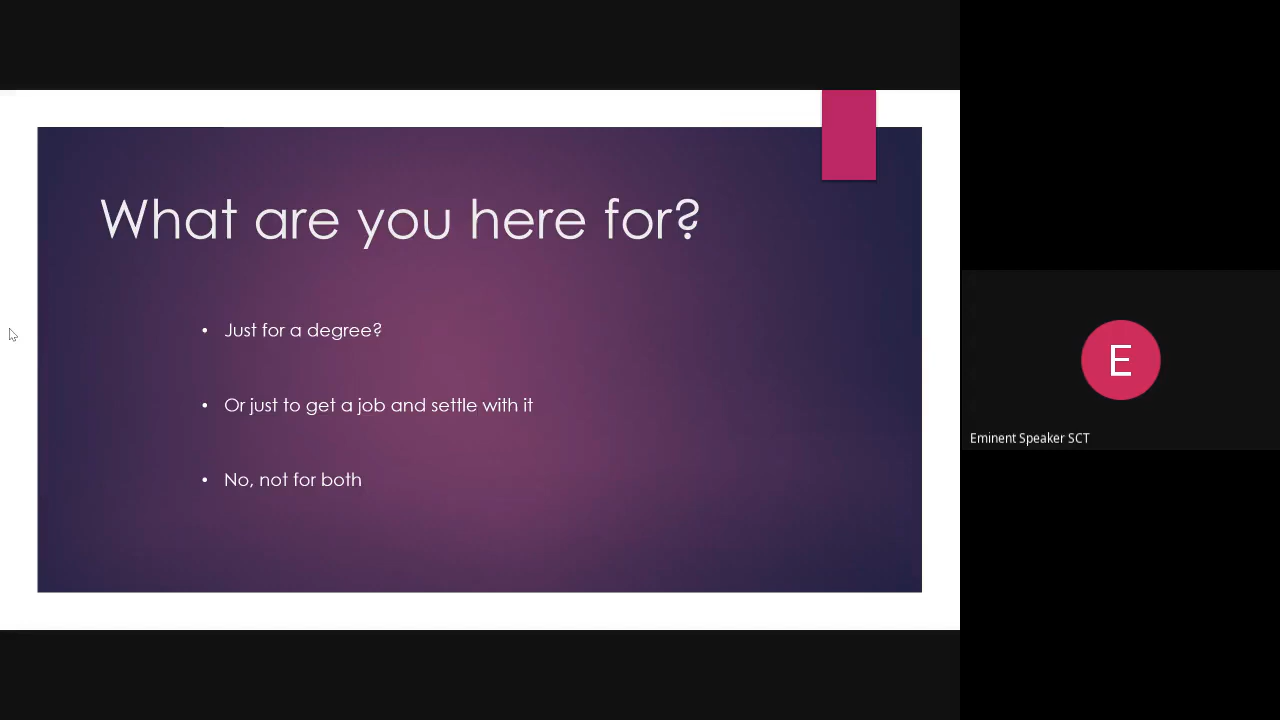 What are you here for?
• Just for a degree?
• Or just to get a job and settle with it
• No, not for both
E
Eminent Speaker SCT